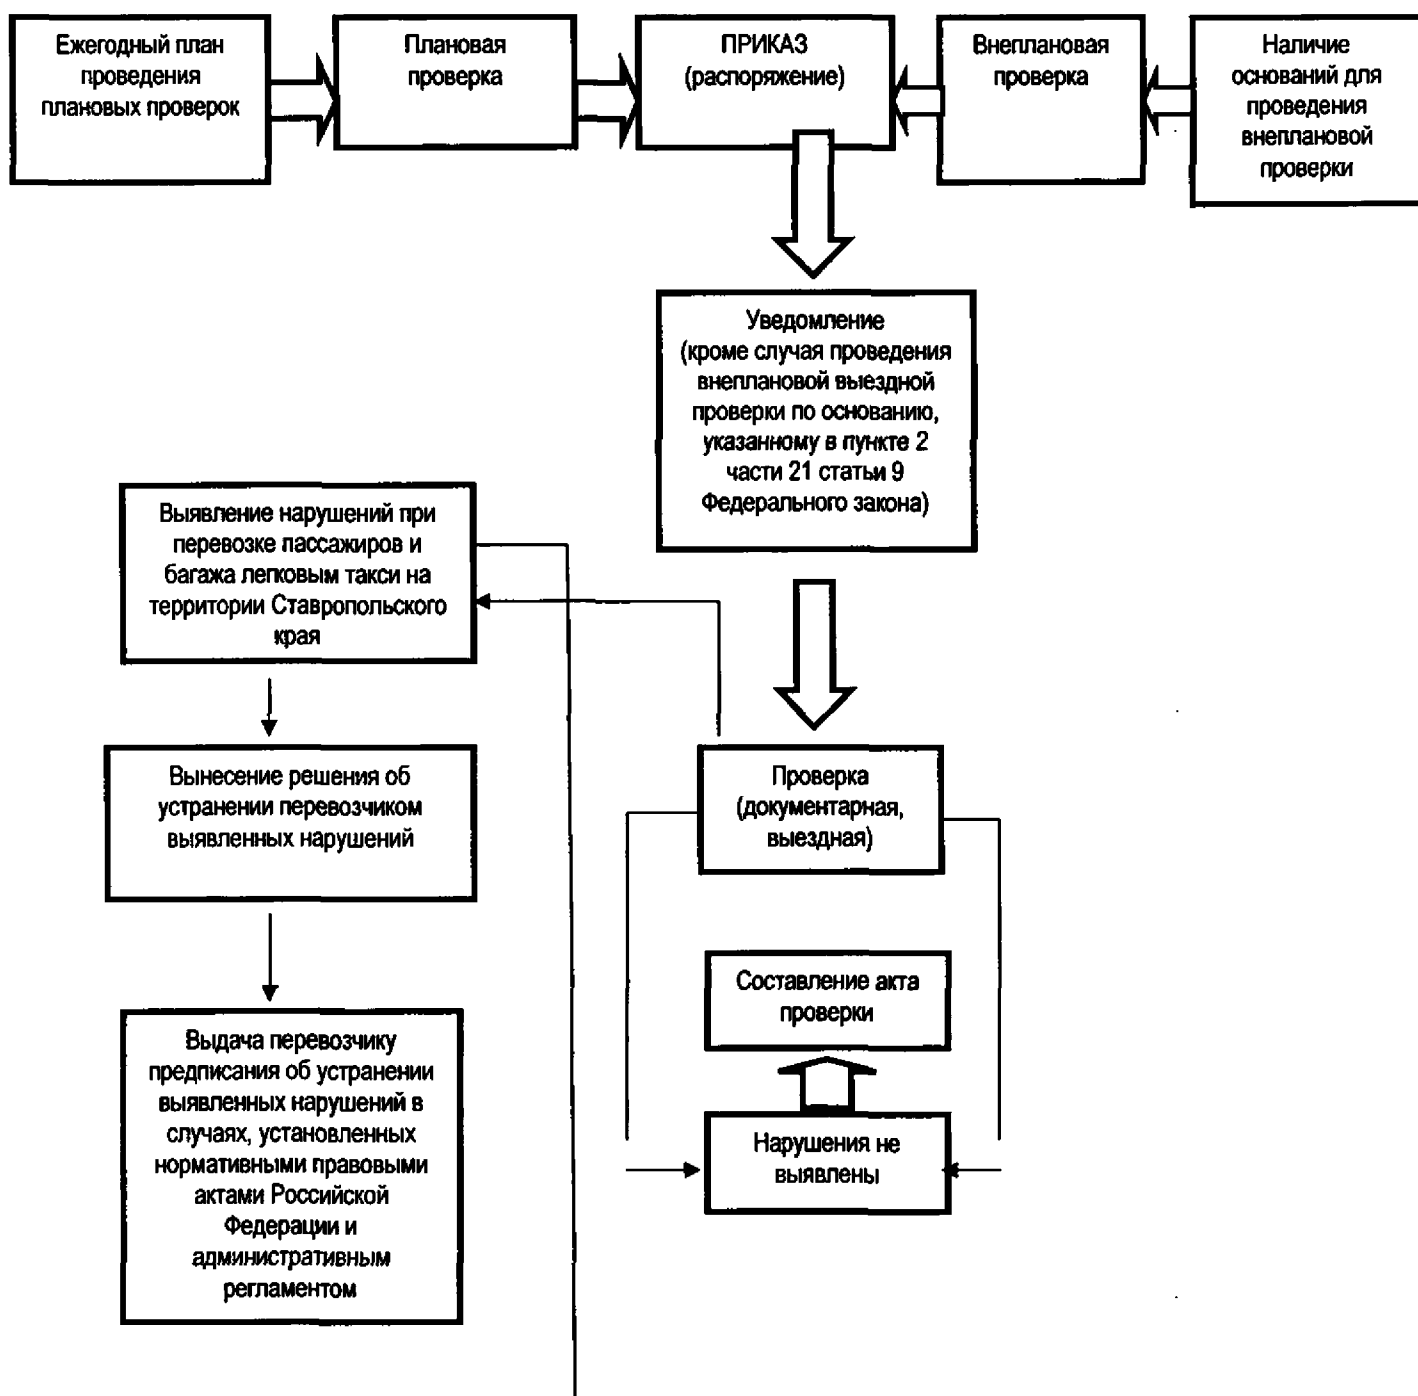 Ежегодный план
проведения
плановых проверок
Плановая
проверка
ПРИКАЗ
(распоряжение)
Внеплановая
проверка
Наличие
оснований для
проведения
внеплановой
проверки
Уведомление
(кроме случая проведения
внеплановой выездной
проверки по основанию,
указанному в пункте 2
части 21 статьи 9
Федерального закона)
Выявление нарушений при
перевозке пассажиров и
багажа легковым такси на
территории Ставропольского
края
Вынесение решения об
устранении перевозчиком
выявленных нарушений
Проверка
(документарная,
выездная)
Составление акта
проверки
Выдача перевозчику
предписания об устранении
выявленных нарушений в
случаях, установленных
нормативными правовыми
актами Российской
Федерации и
административным
регламентом
Нарушения не
выявлены